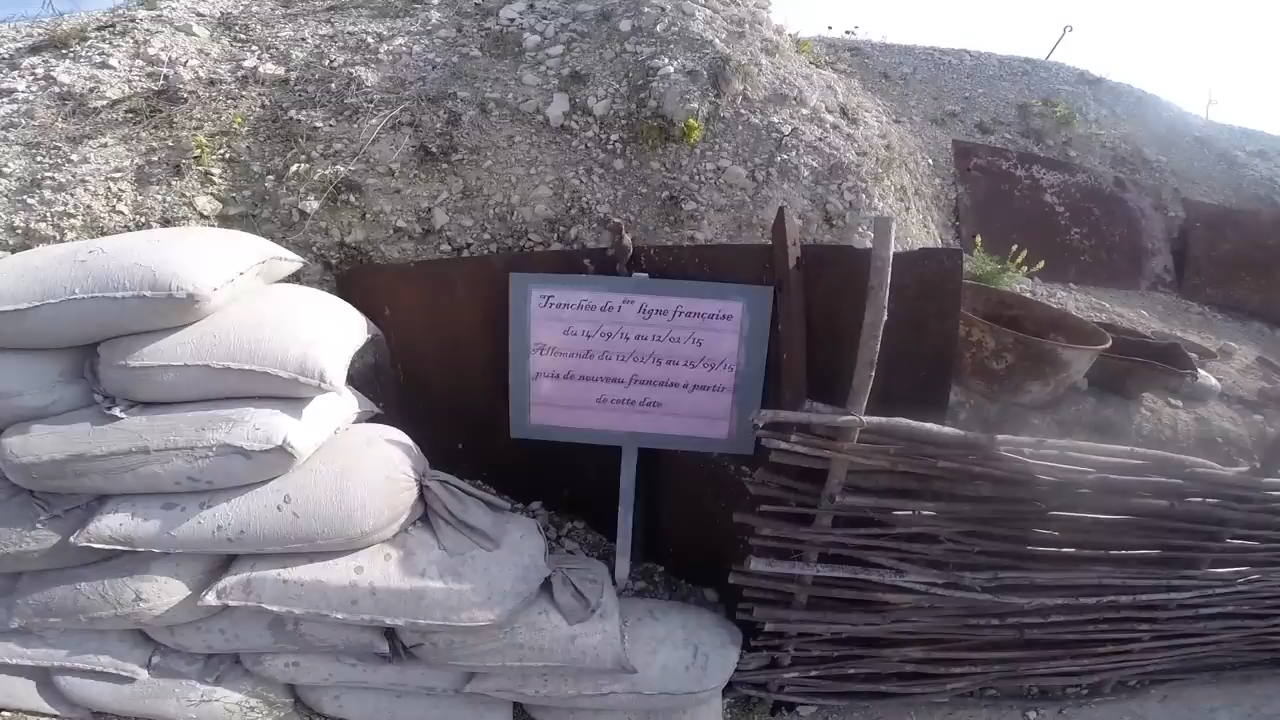 Tranchée de 1ère ligne française
du 14/09/14 au 12/02/15
Allemande du 12/02/15 au 25/09/15
puis de nouveau française à partir
de cette date